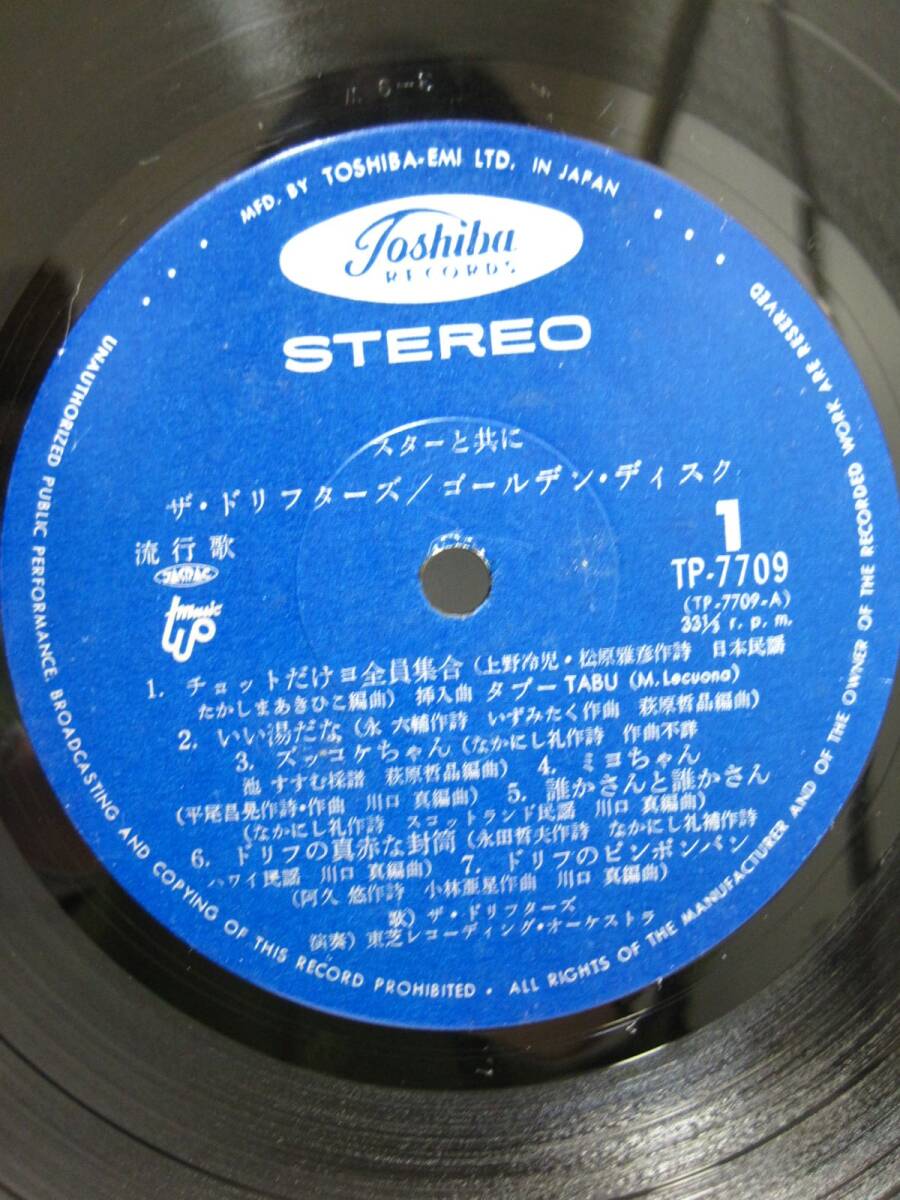 MFD. BY TOSHIBA-EMI LTD. IN JAPAN
Toshiba
RECORDS
STEREO
スターと共に
ザ・ドリフターズ/ゴールデン・ディスク
流行歌
1
JASRAC
TP-7709
music
up
(TP-7709-A)
33⅓ r. p. m.
1. チョットだけヨ全員集合(上野冷児・松原雅彦作詩 日本民謡
たかしまあきひこ編曲) 挿入曲 タブー TABU (M. Lecuona)
2. いい湯だな(永 六輔作詩 いずみたく作曲 萩原哲晶編曲)
3. ズッコケちゃん(なかにし礼作詩 作曲不詳
池 すすむ採譜 萩原哲晶編曲) 4. ミヨちゃん
(平尾昌晃作詩・作曲 川口 真編曲) 5. 誰かさんと誰かさん
(なかにし礼作詩 スコットランド民謡 川口 真編曲)
6. ドリフの真赤な封筒(永田哲夫作詩 なかにし礼補作詩
ハワイ民謡 川口 真編曲) 7. ドリフのピンポンパン
(阿久 悠作詩 小林亜星作曲 川口 真編曲)
歌) ザ・ドリフターズ
演奏) 東芝レコーディング・オーケストラ
UNAUTHORIZED PUBLIC PERFORMANCE, BROADCASTING AND COPYING OF THIS RECORD PROHIBITED • ALL RIGHTS OF THE MANUFACTURER AND OF THE OWNER OF THE RECORDED WORK ARE RESERVED